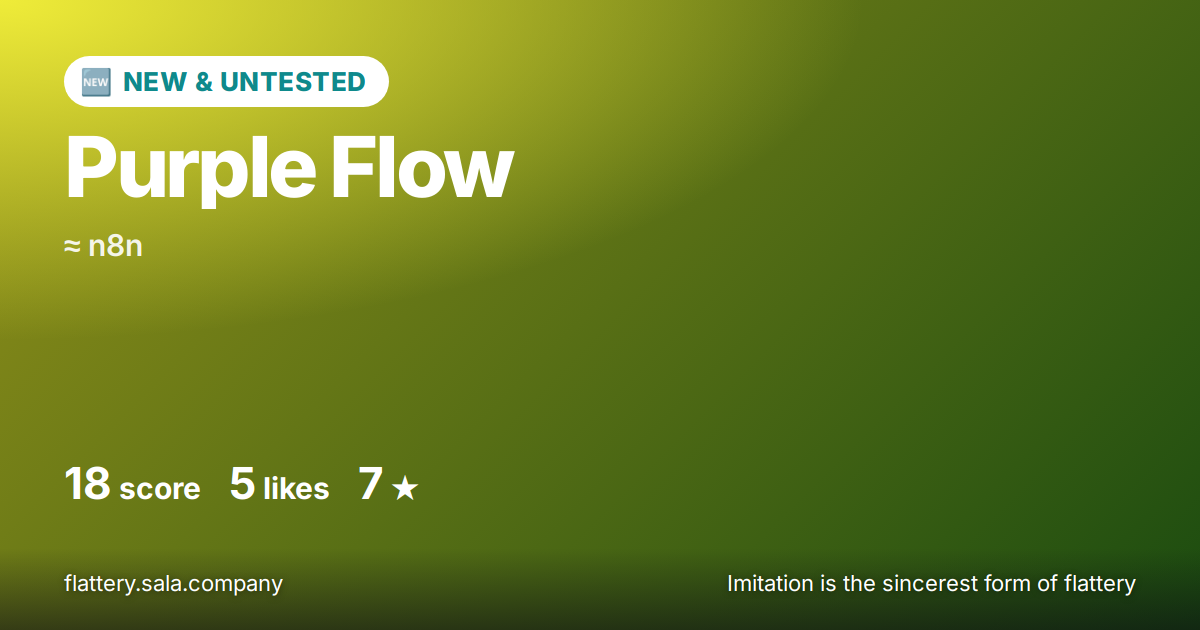 🆕 NEW & UNTESTED
Purple Flow
≈ n8n
18 score 5 likes 7 ★
flattery.sala.company
Imitation is the sincerest form of flattery